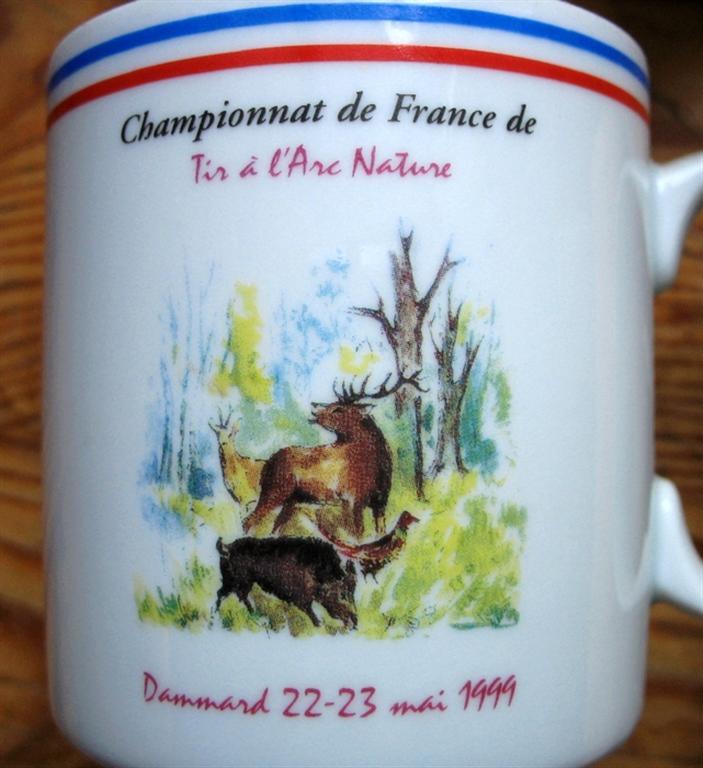 Championnat de France de
Tir à l'Arc Nature
Dammard 22-23 mai 1999